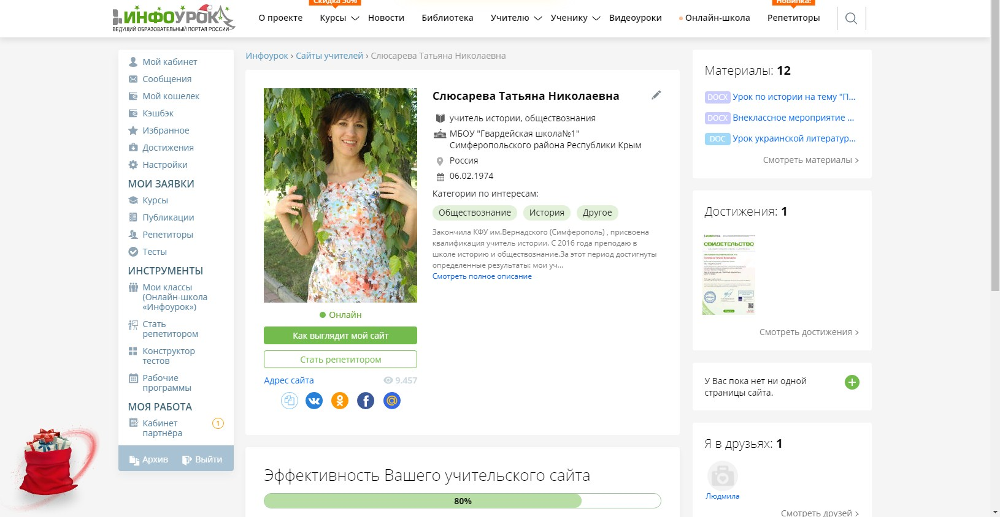 Скидка 50%
Новинка!
ИНФОУРОК
ВЕДУЩИЙ ОБРАЗОВАТЕЛЬНЫЙ ПОРТАЛ РОССИИ
О проекте
Курсы
Новости
Библиотека
Учителю
Ученику
Видеоуроки
Онлайн-школа
Репетиторы
Мой кабинет
Сообщения
Мой кошелек
Кэшбэк
Избранное
Достижения
Настройки
МОИ ЗАЯВКИ
Курсы
Публикации
Репетиторы
Тесты
ИНСТРУМЕНТЫ
Мои классы
(Онлайн-школа
«Инфоурок»)
Стать
репетитором
Конструктор
тестов
Рабочие
программы
МОЯ РАБОТА
Кабинет
партнёра
1
Архив
Выйти
Инфоурок › Сайты учителей › Слюсарева Татьяна Николаевна
Слюсарева Татьяна Николаевна
учитель истории, обществознания
МБОУ "Гвардейская школа№1"
Симферопольского района Республики Крым
Россия
06.02.1974
Категории по интересам:
Обществознание
История
Другое
Закончила КФУ им.Вернадского (Симферополь) , присвоена
квалификация учитель истории. С 2016 года преподаю в
школе историю и обществознание.За этот период достигнуты
определенные результаты: мои уч...
Смотреть полное описание
Онлайн
Как выглядит мой сайт
Стать репетитором
Адрес сайта
9.457
Эффективность Вашего учительского сайта
80%
Материалы: 12
DOCX Урок по истории на тему "П...
DOCX Внеклассное мероприятие ...
DOC Урок украинской литератур...
Смотреть материалы >
Достижения: 1
ИНФОУРОК
СВИДЕТЕЛЬСТВО
Смотреть достижения >
У Вас пока нет ни одной
страницы сайта.
Я в друзьях: 1
Людмила
Смотреть друзей >